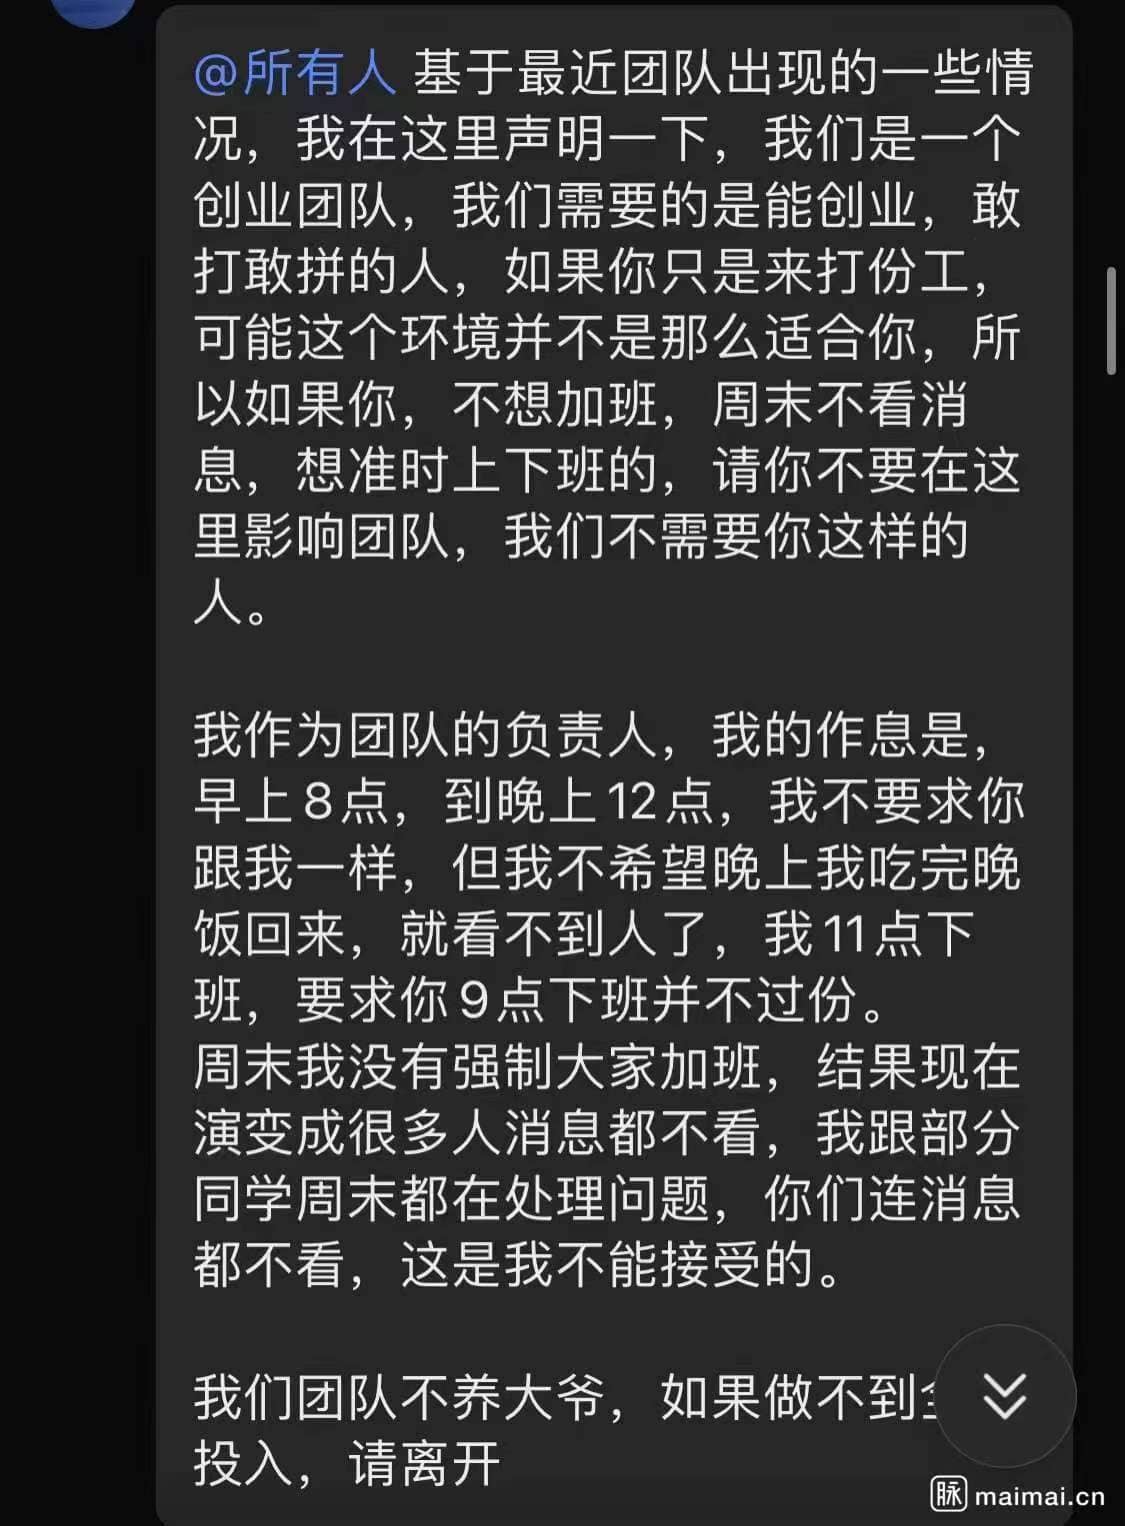 @所有人 基于最近团队出现的一些情
况，我在这里声明一下，我们是一个
创业团队，我们需要的是能创业，敢
打敢拼的人，如果你只是来打份工，
可能这个环境并不是那么适合你，所
以如果你，不想加班，周末不看消
息，想准时上下班的，请你不要在这
里影响团队，我们不需要你这样的
人。
我作为团队的负责人，我的作息是，
早上8点，到晚上12点，我不要求你
跟我一样，但我不希望晚上我吃完晚
饭回来，就看不到人了，我11点下
班，要求你9点下班并不过份。
周末我没有强制大家加班，结果现在
演变成很多人消息都不看，我跟部分
同学周末都在处理问题，你们连消息
都不看，这是我不能接受的。
我们团队不养大爷，如果做不到
投入，请离开
脉 maimai.cn